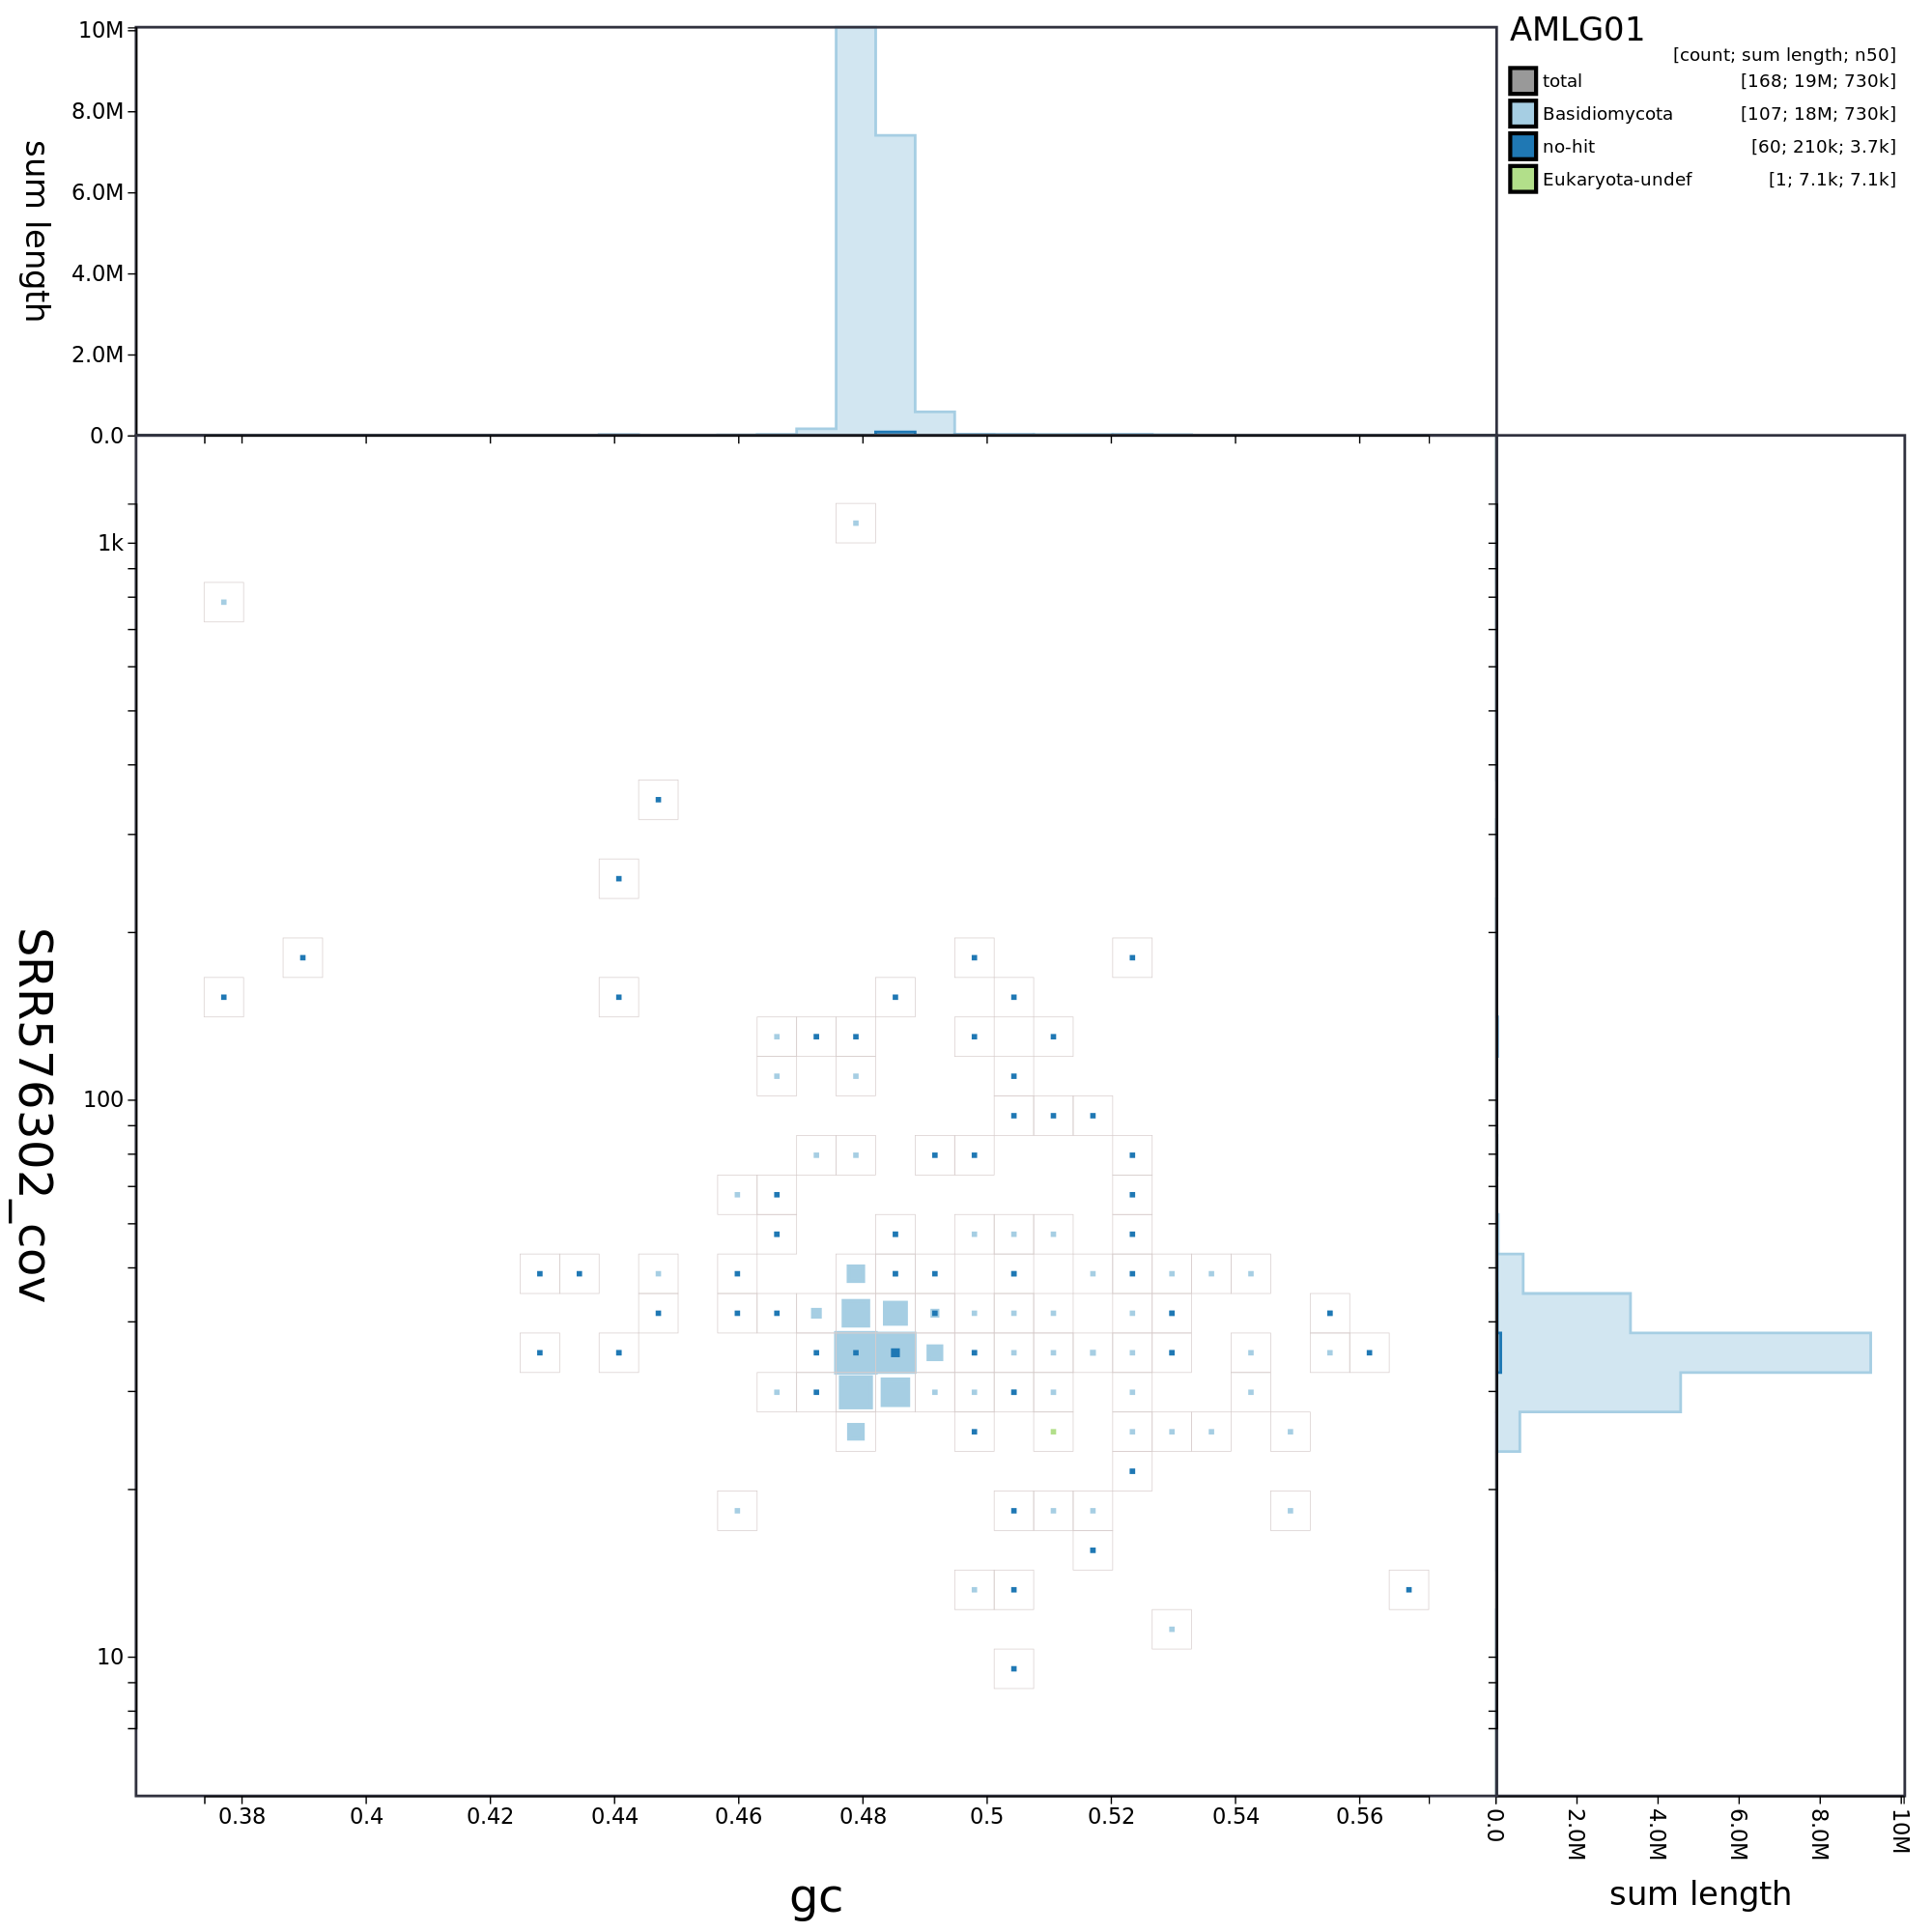 AMLG01
[count; sum length; n50]
total [168; 19M; 730k]
Basidiomycota [107; 18M; 730k]
no-hit [60; 210k; 3.7k]
Eukaryota-undef [1; 7.1k; 7.1k]
sum length
10M
8.0M
6.0M
4.0M
2.0M
0.0
SRR576302_cov
1k
100
10
0.38 0.4 0.42 0.44 0.46 0.48 0.5 0.52 0.54 0.56
gc
0.0 2.0M 4.0M 6.0M 8.0M 10M
sum length